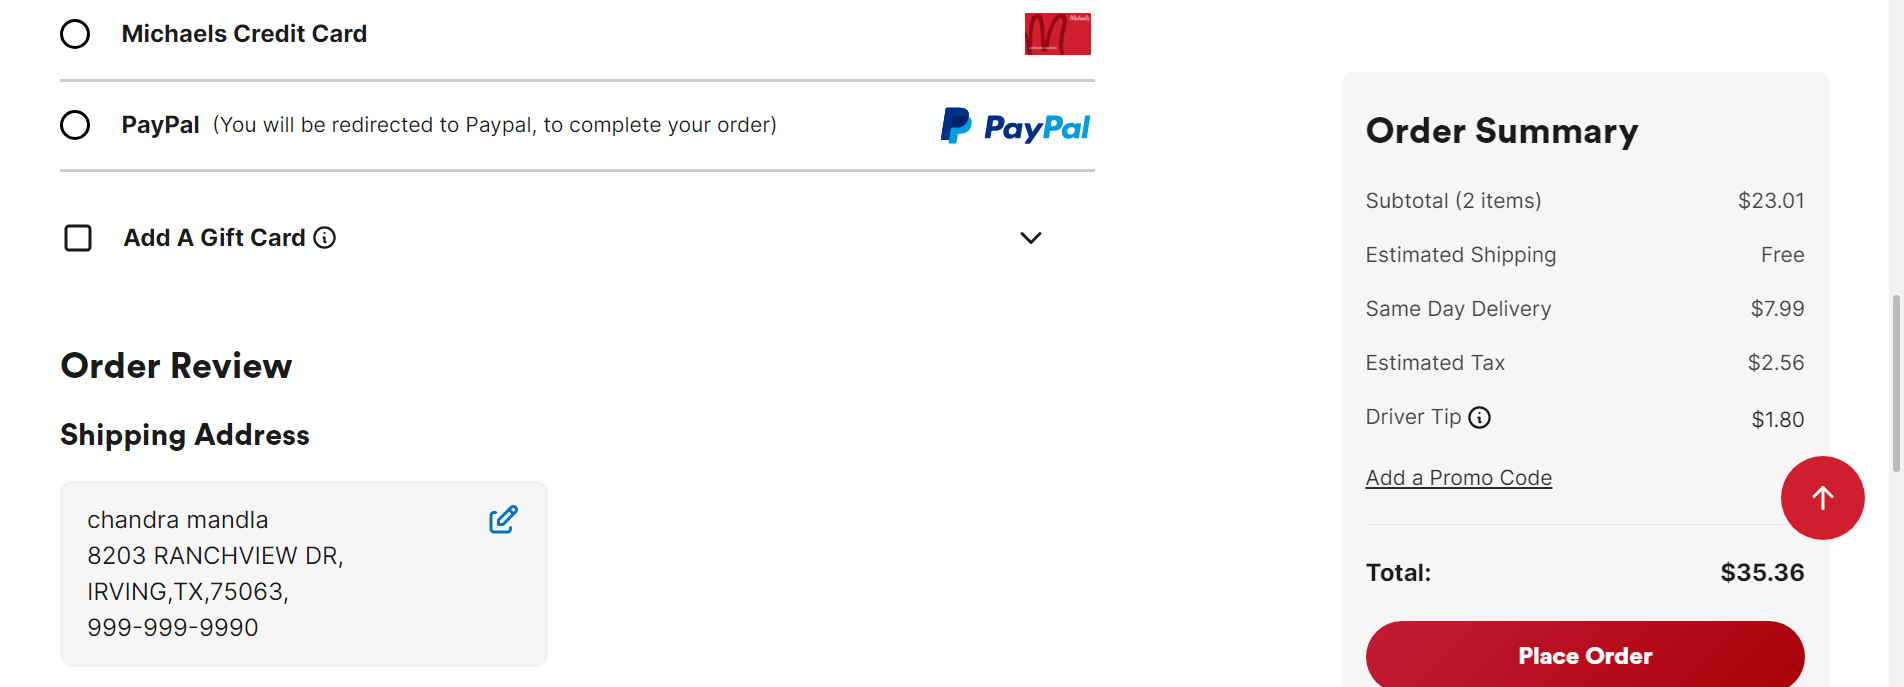 Michaels Credit Card
Michaels
PayPal (You will be redirected to Paypal, to complete your order)
PayPal
Add A Gift Card
Order Review
Shipping Address
chandra mandla
8203 RANCHVIEW DR,
IRVING,TX,75063,
999-999-9990
Order Summary
Subtotal (2 items) $23.01
Estimated Shipping Free
Same Day Delivery $7.99
Estimated Tax $2.56
Driver Tip $1.80
Add a Promo Code
Total: $35.36
Place Order